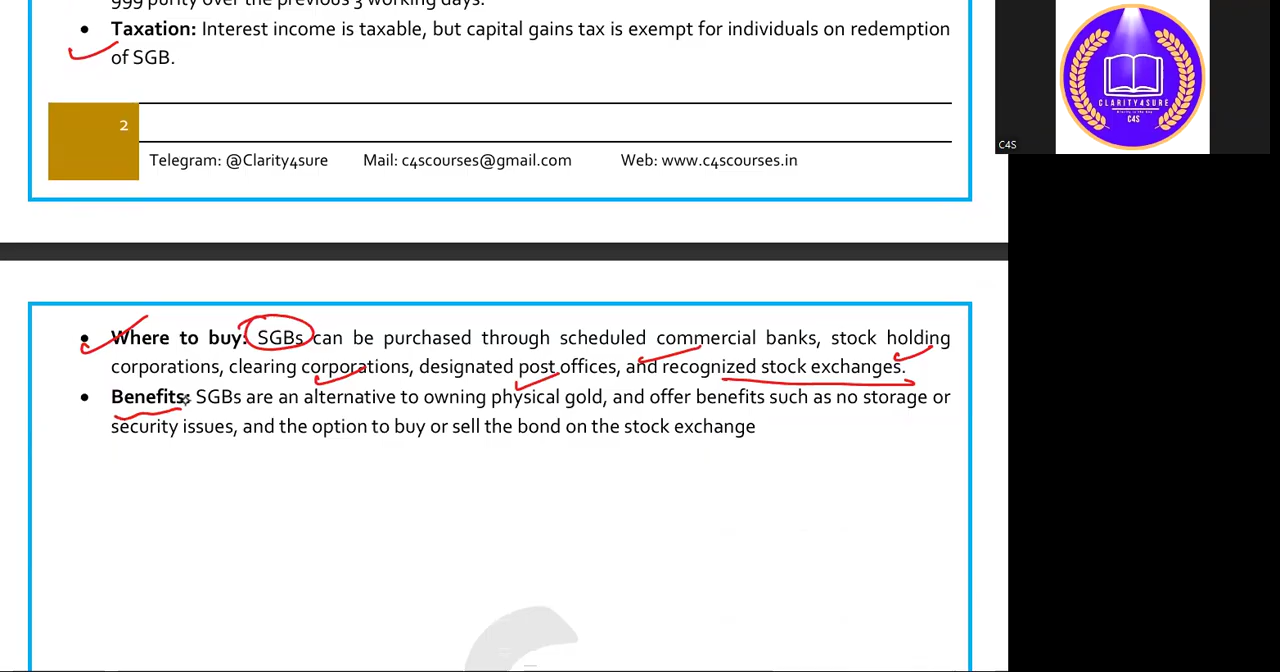 999 purity over the previous 3 working days.
• Taxation: Interest income is taxable, but capital gains tax is exempt for individuals on redemption
of SGB.
2
Telegram: @Clarity4sure Mail: c4scourses@gmail.com Web: www.c4scourses.in
• Where to buy: SGBs can be purchased through scheduled commercial banks, stock holding
corporations, clearing corporations, designated post offices, and recognized stock exchanges.
• Benefits: SGBs are an alternative to owning physical gold, and offer benefits such as no storage or
security issues, and the option to buy or sell the bond on the stock exchange
CLARITY4SURE
C4S
C4S